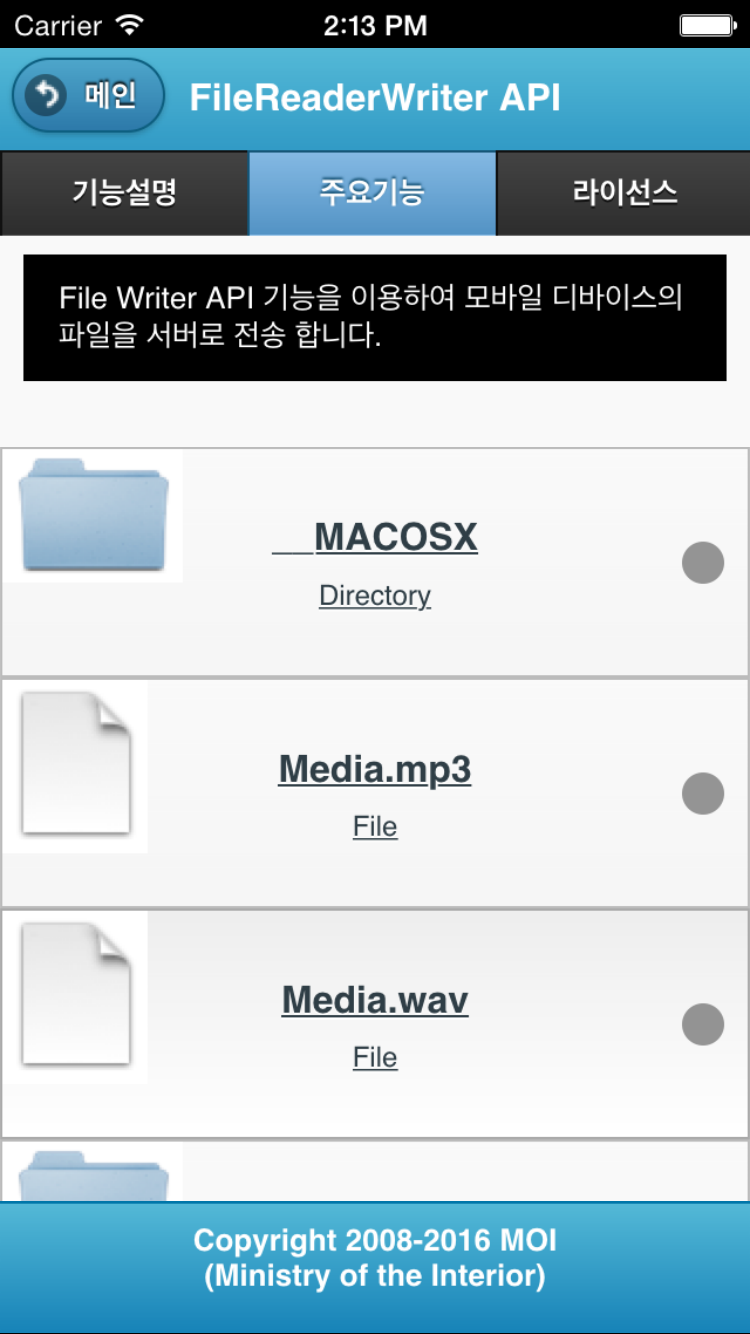 Carrier 2:13 PM
메인 FileReaderWriter API
기능설명 주요기능 라이선스
File Writer API 기능을 이용하여 모바일 디바이스의
파일을 서버로 전송 합니다.
__MACOSX
Directory
Media.mp3
File
Media.wav
File
Copyright 2008-2016 MOI
(Ministry of the Interior)